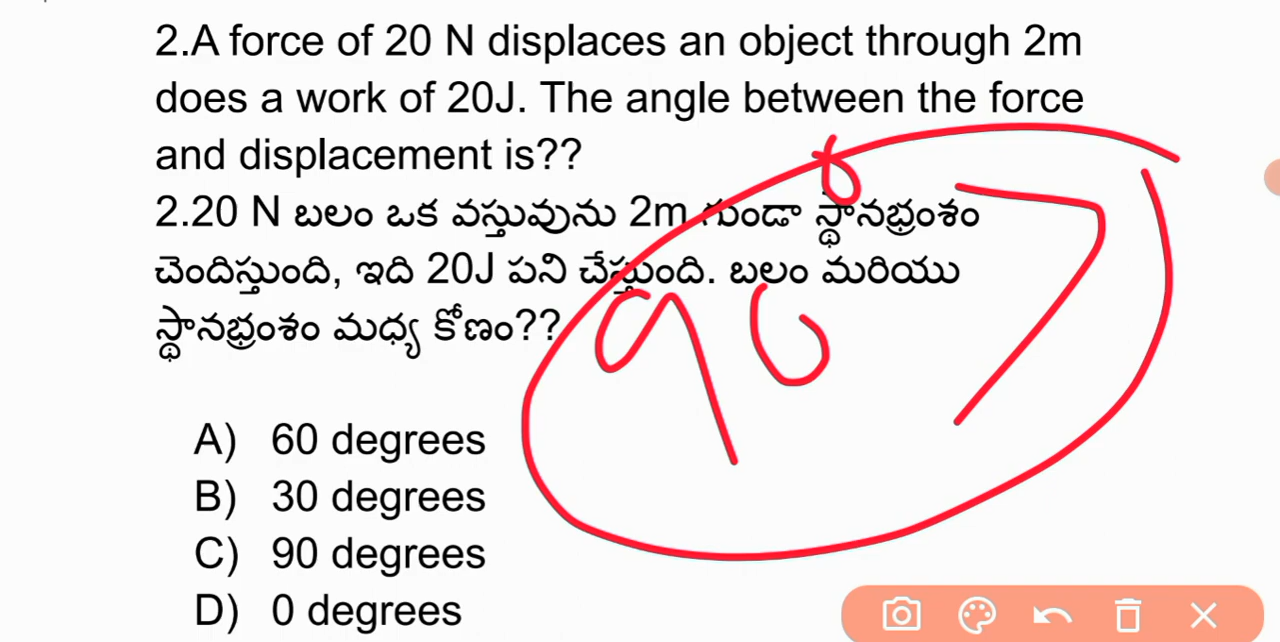 2.A force of 20 N displaces an object through 2m
does a work of 20J. The angle between the force
and displacement is??
2.20 N బలం ఒక వస్తువును 2m గుండా స్థానభ్రంశం
చెందిస్తుంది, ఇది 20J పని చేస్తుంది. బలం మరియు
స్థానభ్రంశం మధ్య కోణం??
90
A) 60 degrees
B) 30 degrees
C) 90 degrees
D) 0 degrees